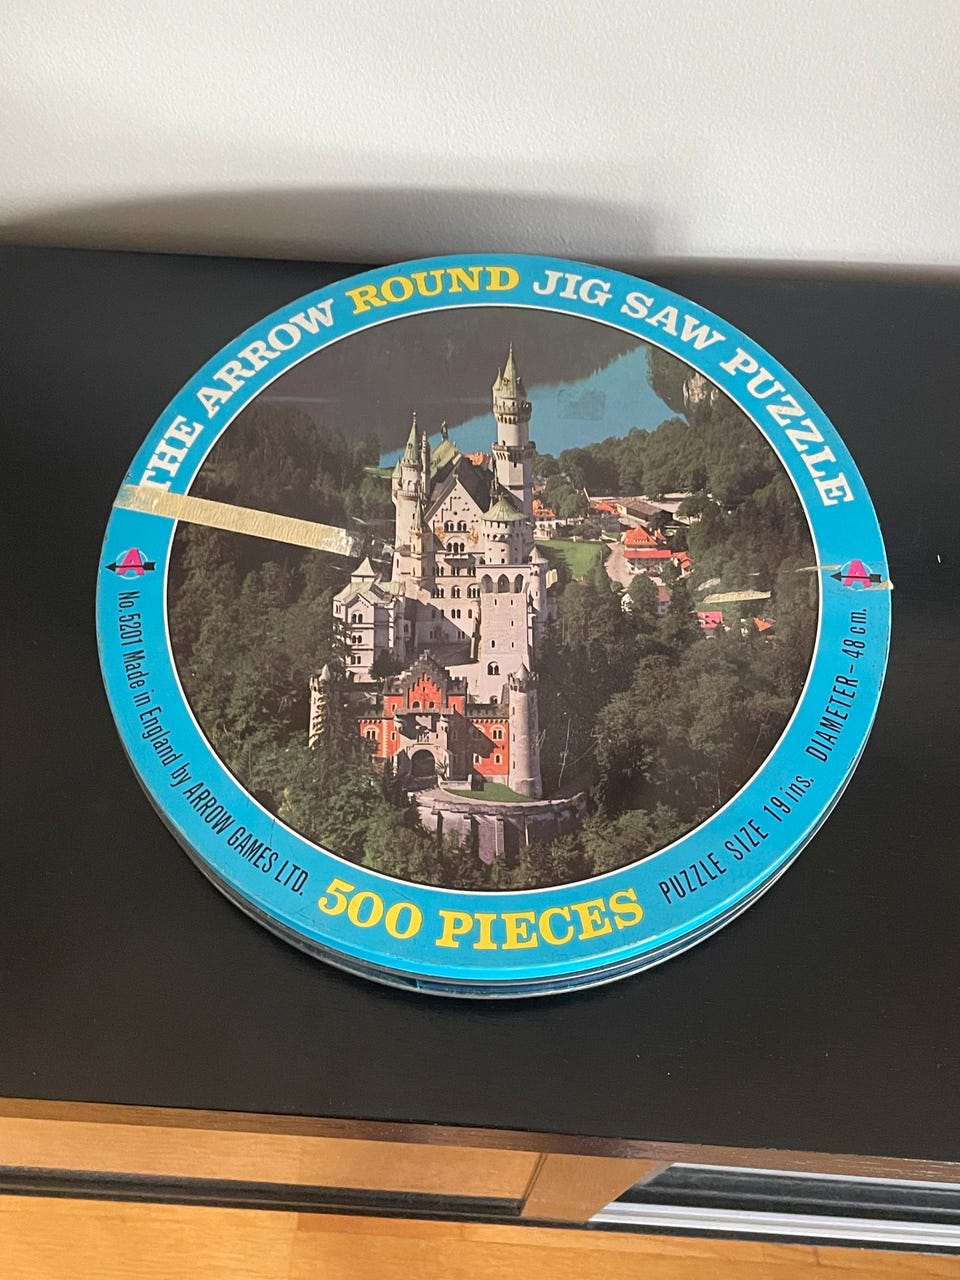 THE ARROW ROUND JIG SAW PUZZLE
A
A
No.5201 Made in England by ARROW GAMES LTD.
500 PIECES
PUZZLE SIZE 19 ins. DIAMETER – 48 cm.